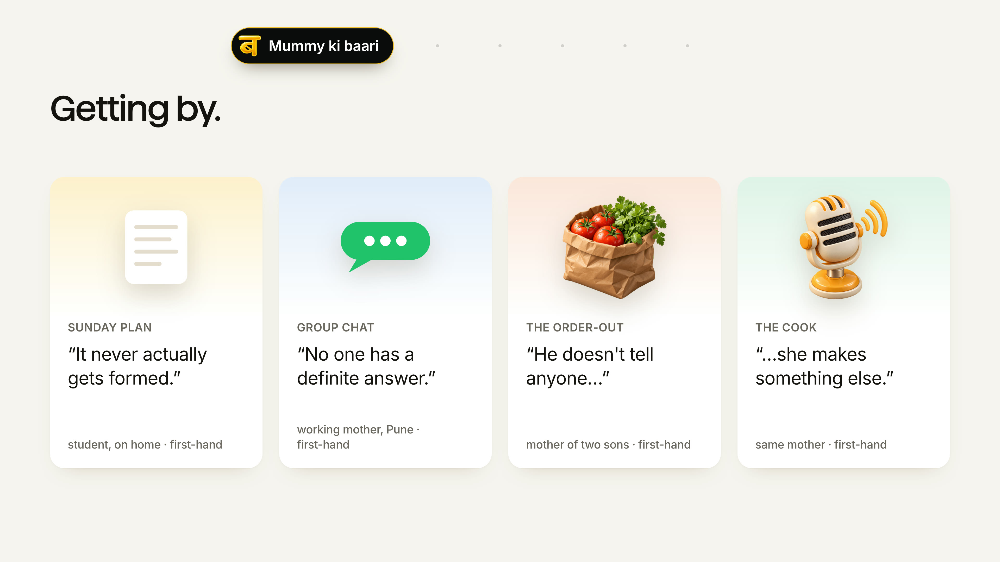 ब Mummy ki baari
Getting by.
SUNDAY PLAN
“It never actually
gets formed.”
student, on home · first-hand
GROUP CHAT
“No one has a
definite answer.”
working mother, Pune ·
first-hand
THE ORDER-OUT
“He doesn't tell
anyone...”
mother of two sons · first-hand
THE COOK
“...she makes
something else.”
same mother · first-hand